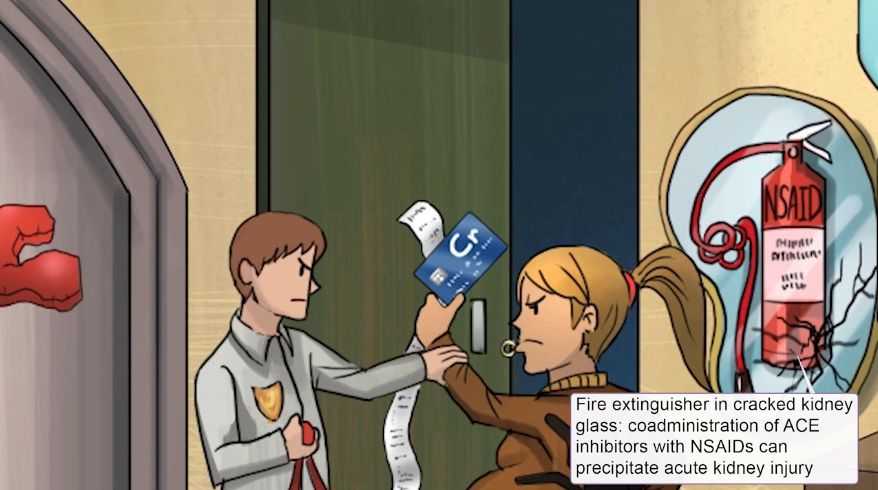 Cr
NSAID
Fire extinguisher in cracked kidney
glass: coadministration of ACE
inhibitors with NSAIDs can
precipitate acute kidney injury